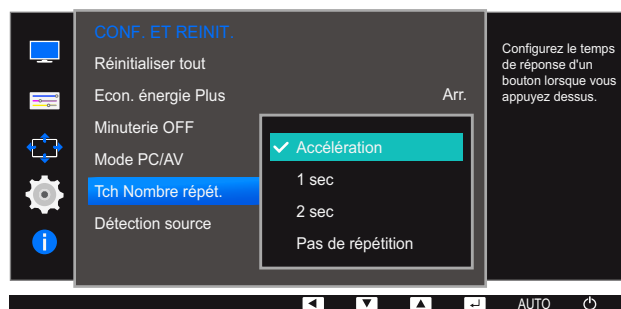 CONF. ET REINIT.
Réinitialiser tout
Econ. énergie Plus
Arr.
Minuterie OFF
Mode PC/AV
Tch Nombre répét.
Détection source
Accélération
1 sec
2 sec
Pas de répétition
Configurez le temps
de réponse d'un
bouton lorsque vous
appuyez dessus.
AUTO